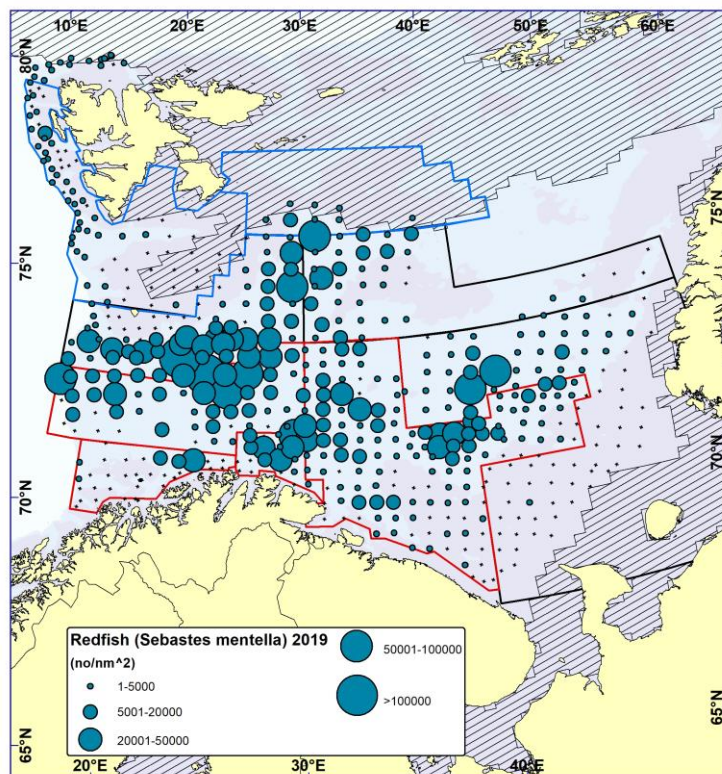 10°E 20°E 30°E 40°E 50°E 60°E
80°N
80°N
75°N
75°N
70°N
70°N
65°N
65°N
Redfish (Sebastes mentella) 2019
(no/nm^2)
1-5000
5001-20000
20001-50000
50001-100000
>100000
20°E 30°E 40°E